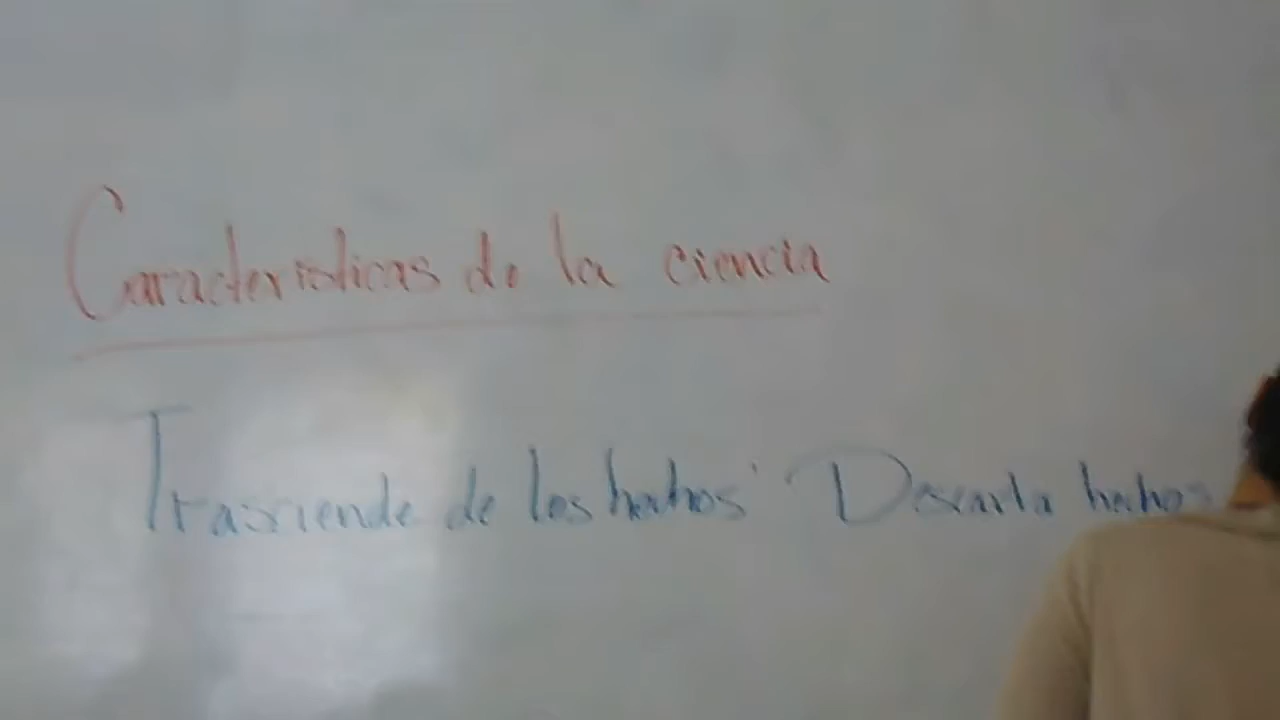 Características de la ciencia
Trasciende de los hechos: Descarta hechos